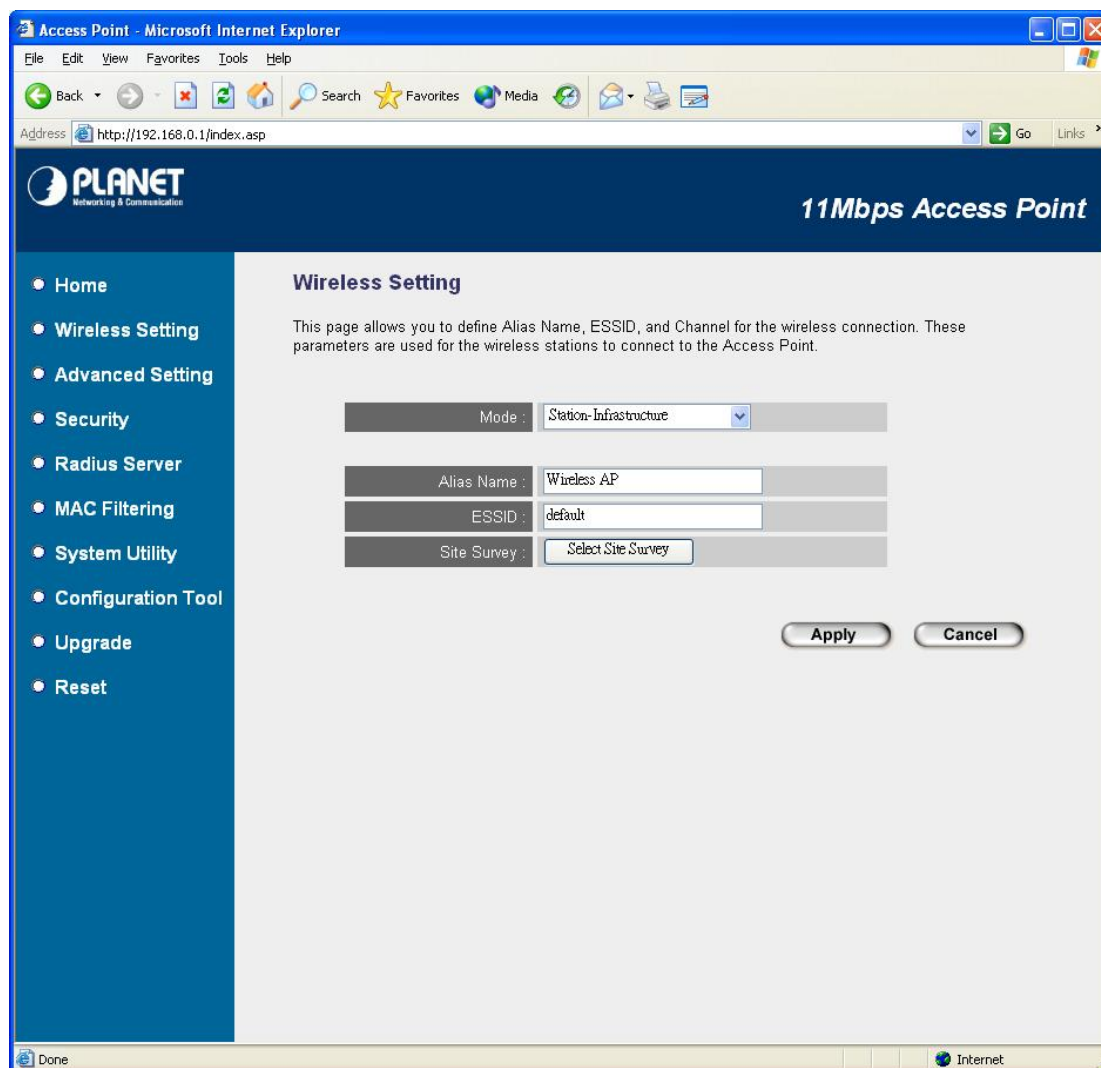 Access Point - Microsoft Internet Explorer
File Edit View Favorites Tools Help
Back Search Favorites Media
Address http://192.168.0.1/index.asp Go Links
PLANET
Networking & Communication
11Mbps Access Point
Home
Wireless Setting
Advanced Setting
Security
Radius Server
MAC Filtering
System Utility
Configuration Tool
Upgrade
Reset
Wireless Setting
This page allows you to define Alias Name, ESSID, and Channel for the wireless connection. These
parameters are used for the wireless stations to connect to the Access Point.
Mode : Station-Infrastructure
Alias Name : Wireless AP
ESSID : default
Site Survey : Select Site Survey
Apply Cancel
Done Internet